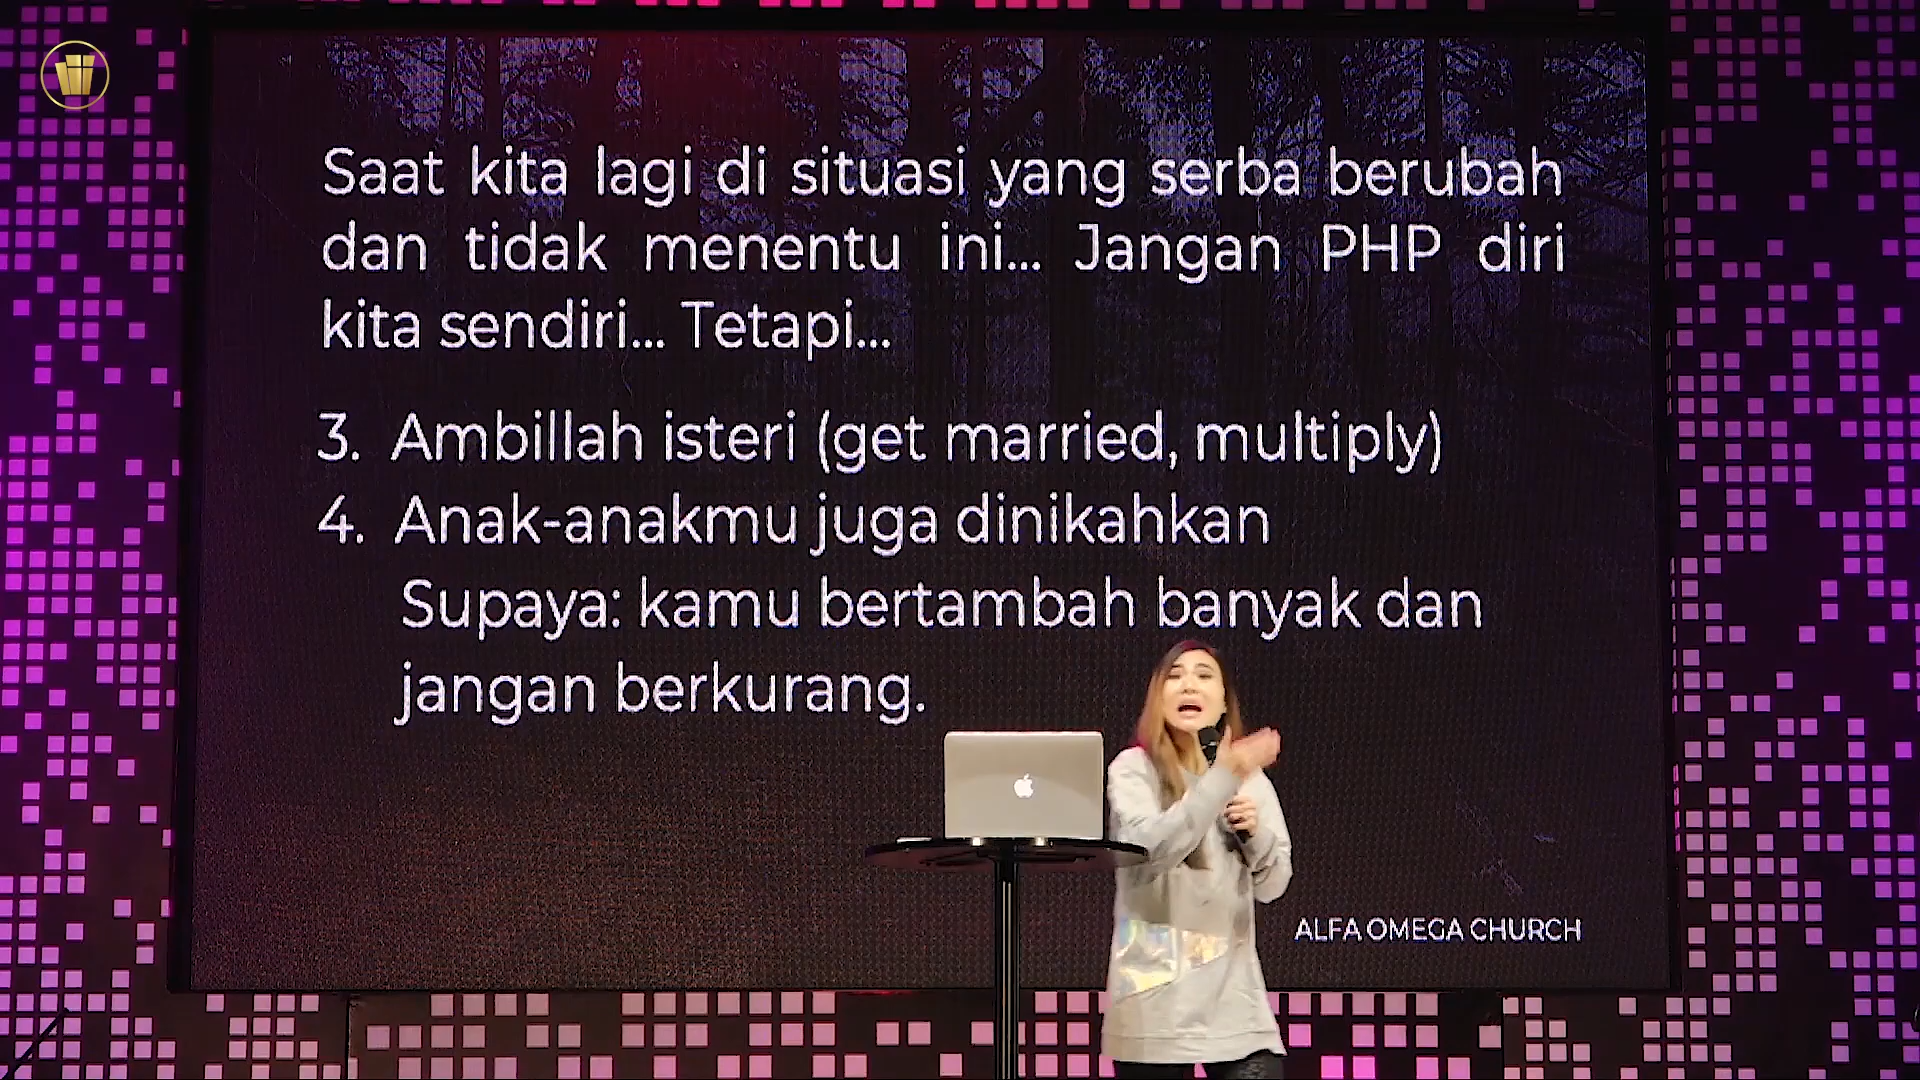 Saat kita lagi di situasi yang serba berubah
dan tidak menentu ini... Jangan PHP diri
kita sendiri... Tetapi...
3. Ambillah isteri (get married, multiply)
4. Anak-anakmu juga dinikahkan
Supaya: kamu bertambah banyak dan
jangan berkurang.
ALFA OMEGA CHURCH